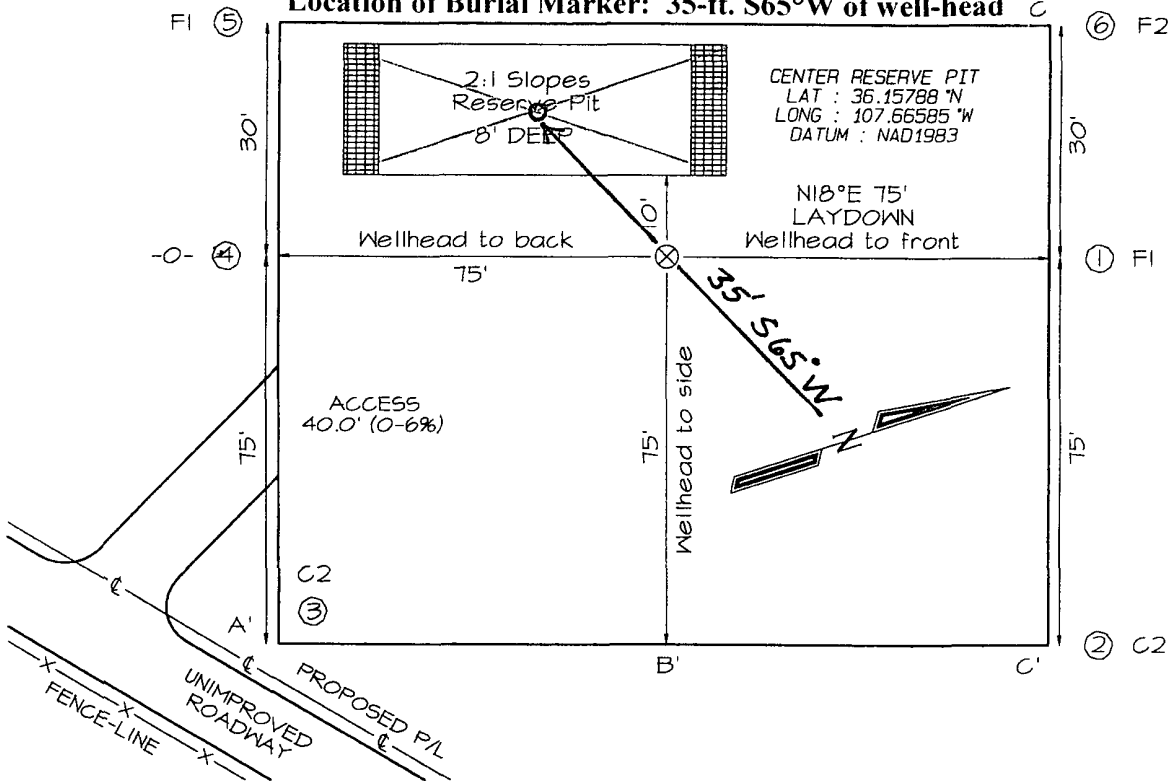 Location of Burial Marker: 35-ft. S65°W of well-head
C
F1 ⑤
⑥ F2
2:1 Slopes
Reserve Pit
8' DEEP
CENTER RESERVE PIT
LAT : 36.15788 °N
LONG : 107.66585 °W
DATUM : NAD1983
30'
30'
10'
N18°E 75'
LAYDOWN
Wellhead to back
Wellhead to front
-0- ④
75'
① F1
35' S65°W
ACCESS
40.0' (0-6%)
75'
75'
Wellhead to side
75'
N
C2
③
A'
B'
C'
② C2
℄
℄
PROPOSED P/L
℄
UNIMPROVED
ROADWAY
X
X
X
FENCE-LINE